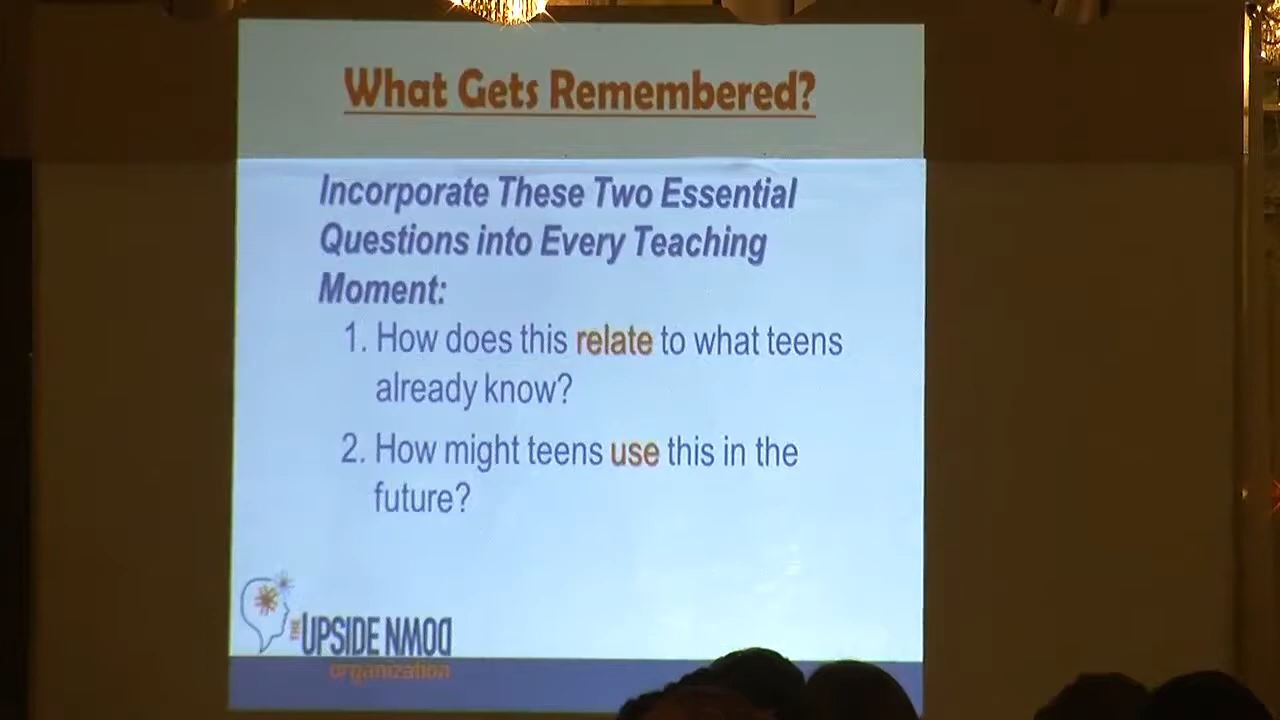 What Gets Remembered?
Incorporate These Two Essential
Questions into Every Teaching
Moment:
1. How does this relate to what teens
already know?
2. How might teens use this in the
future?
THE UPSIDE NMOD
organization